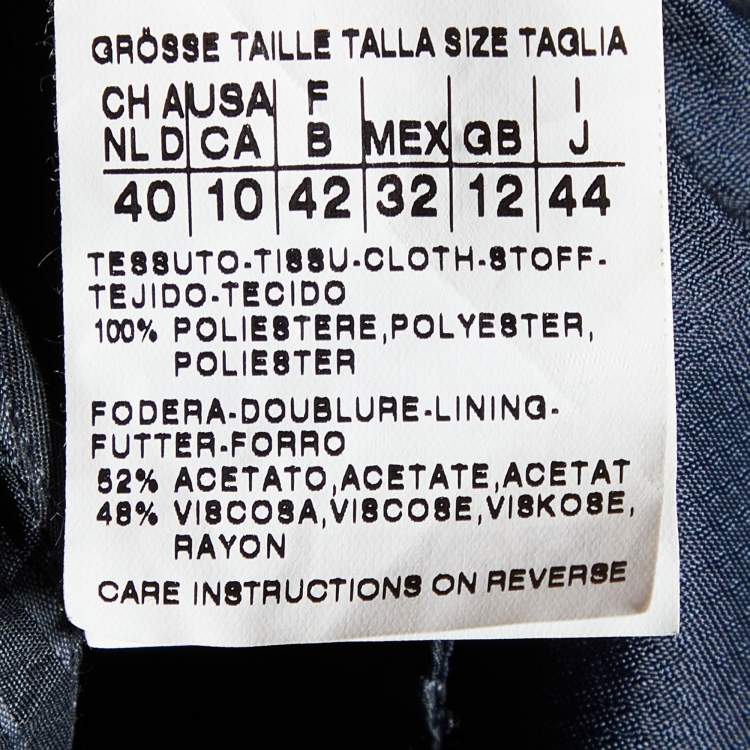 GRÖSSE TAILLE TALLA SIZE TAGLIA
CH A USA F I
NL D CA B MEX GB J
40 10 42 32 12 44
TESSUTO-TISSU-CLOTH-STOFF-
TEJIDO-TECIDO
100% POLIESTERE,POLYESTER,
POLIESTER
FODERA-DOUBLURE-LINING-
FUTTER-FORRO
52% ACETATO,ACETATE,ACETAT
48% VISCOSA,VISCOSE,VISKOSE,
RAYON
CARE INSTRUCTIONS ON REVERSE